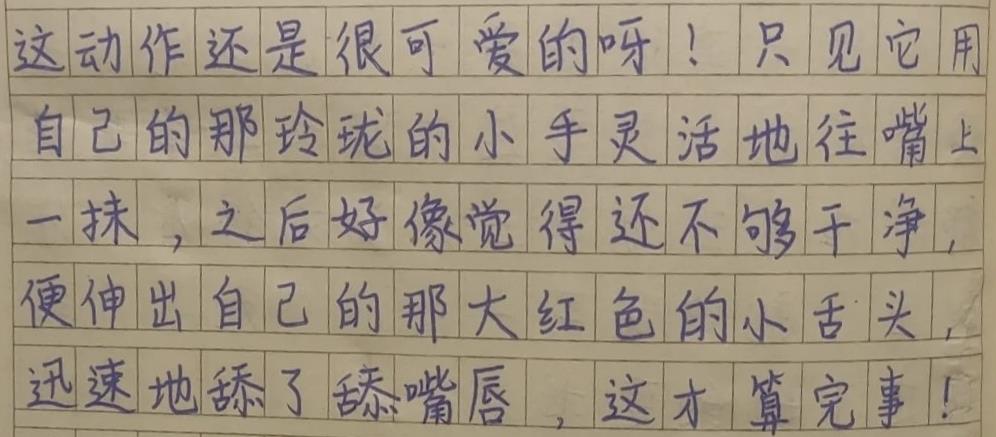 这动作还是很可爱的呀！只见它用
自己的那玲珑的小手灵活地往嘴上
一抹，之后好像觉得还不够干净，
便伸出自己的那大红色的小舌头，
迅速地舔了舔嘴唇，这才算完事！